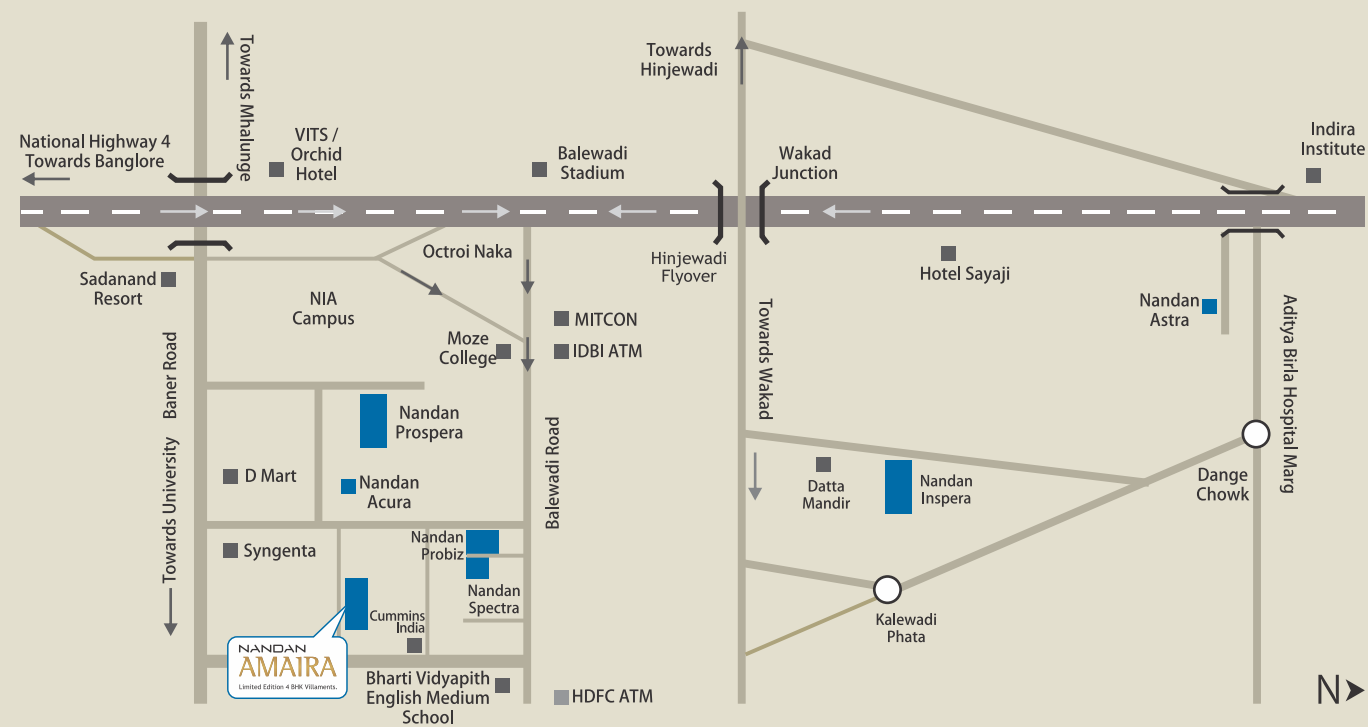 Towards Mhalunge
Towards
Hinjewadi
National Highway 4
Towards Banglore
VITS /
Orchid
Hotel
Balewadi
Stadium
Wakad
Junction
Indira
Institute
Sadanand
Resort
Octroi Naka
Hinjewadi
Flyover
Hotel Sayaji
NIA
Campus
Nandan
Astra
MITCON
Moze
College
IDBI ATM
Baner Road
Towards University
Towards Wakad
Aditya Birla Hospital Marg
Nandan
Prospera
Balewadi Road
D Mart
Nandan
Acura
Datta
Mandir
Nandan
Inspera
Dange
Chowk
Syngenta
Nandan
Probiz
Nandan
Spectra
Cummins
India
Kalewadi
Phata
NANDAN
AMAIRA
Limited Edition 4 BHK Villaments.
Bharti Vidyapith
English Medium
School
HDFC ATM
N